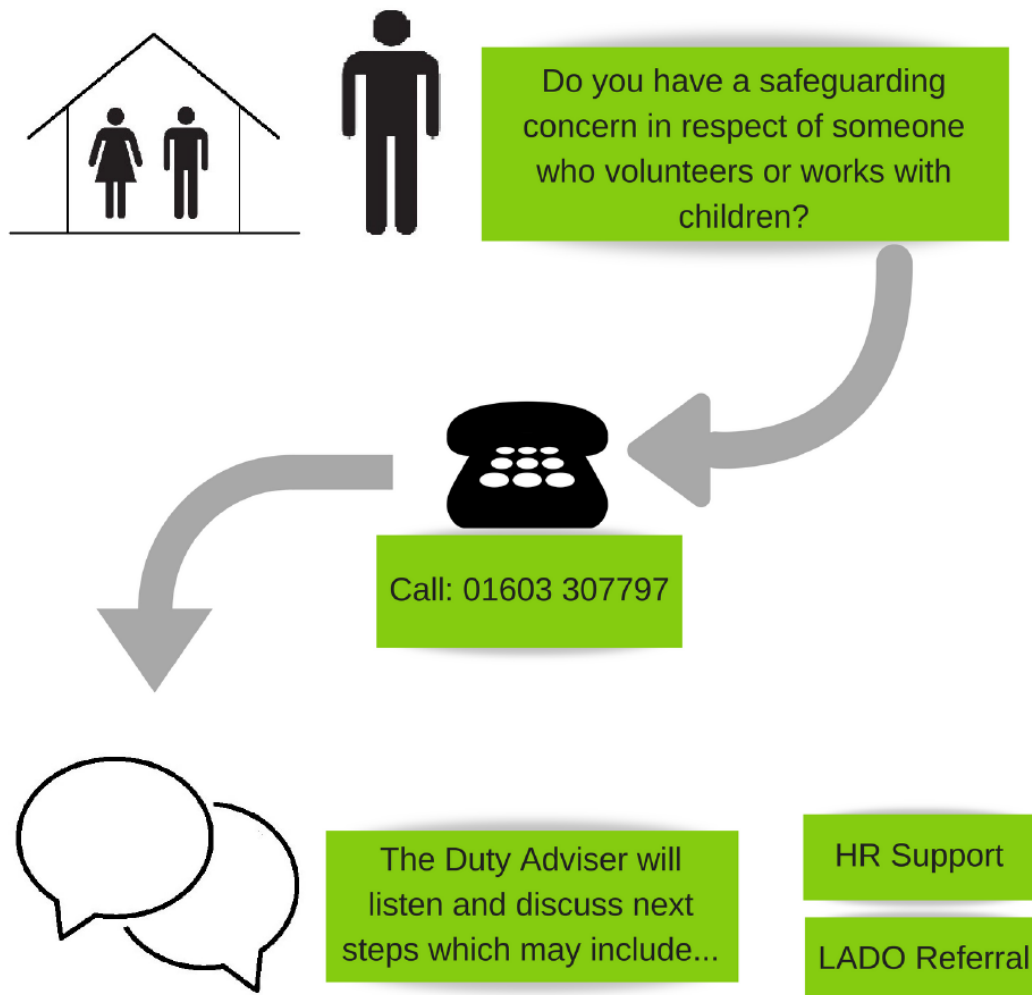 Do you have a safeguarding
concern in respect of someone
who volunteers or works with
children?
Call: 01603 307797
The Duty Adviser will
listen and discuss next
steps which may include...
HR Support
LADO Referral